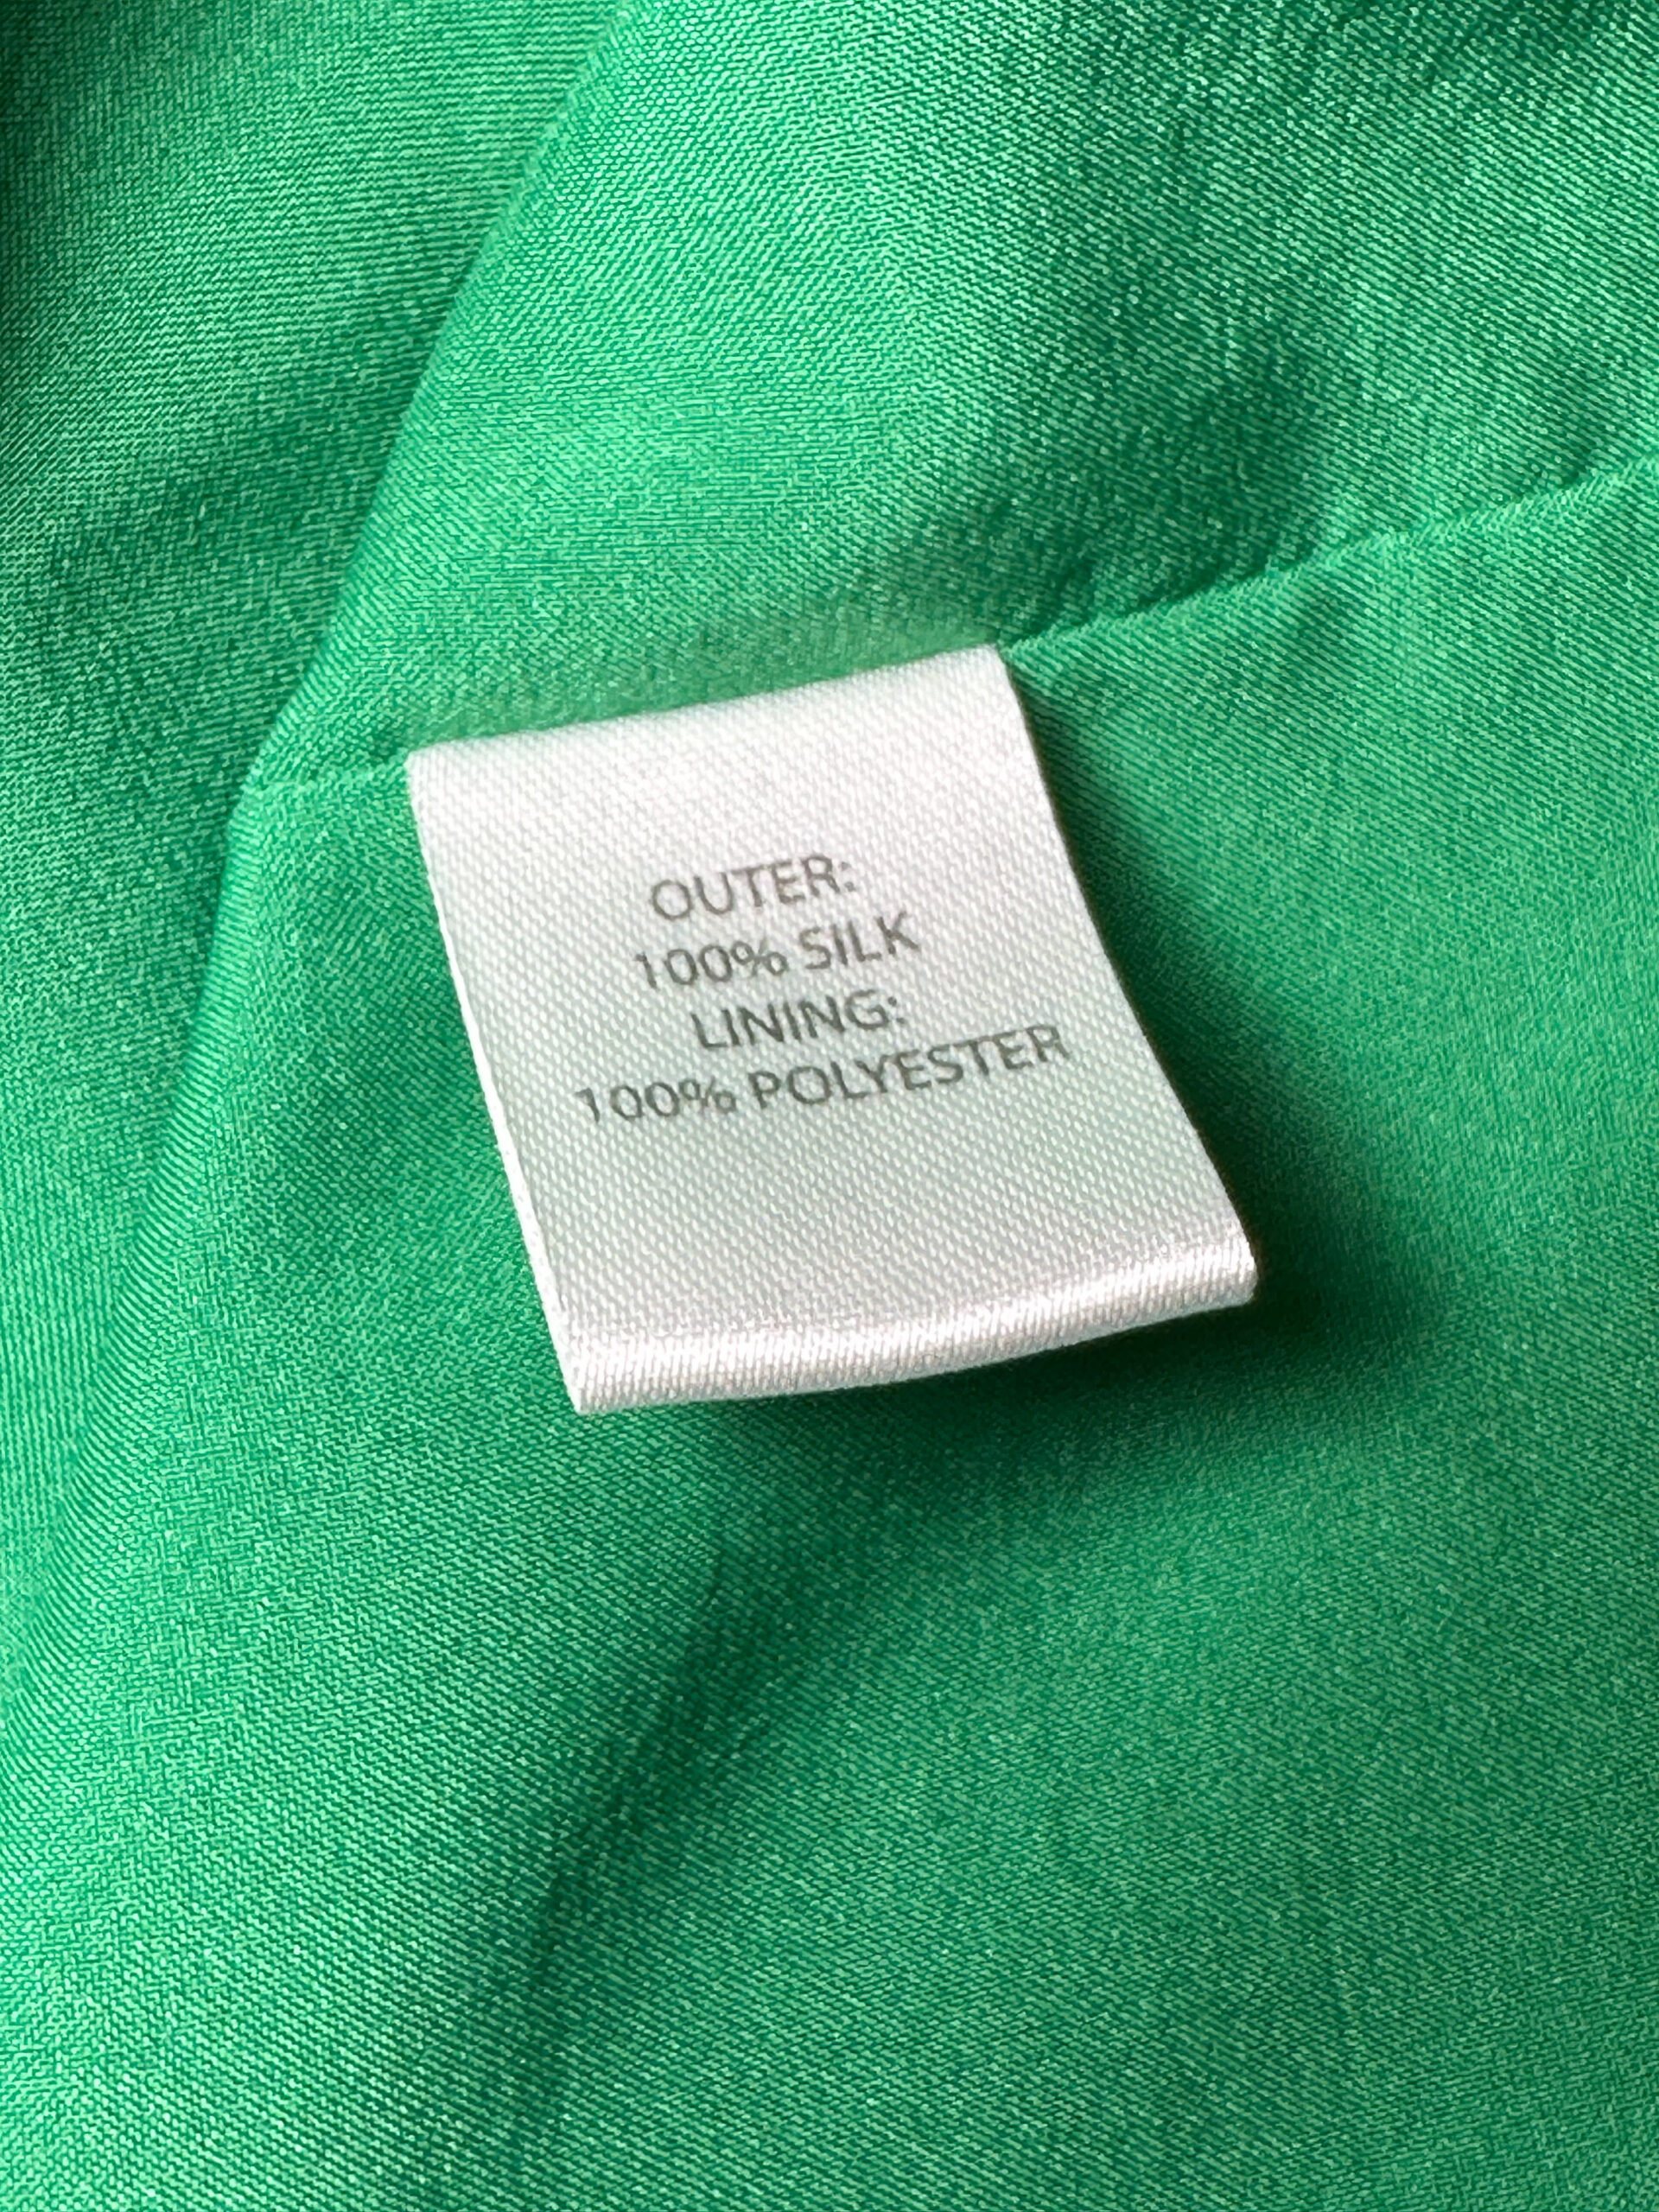 OUTER:
100% SILK
LINING:
100% POLYESTER